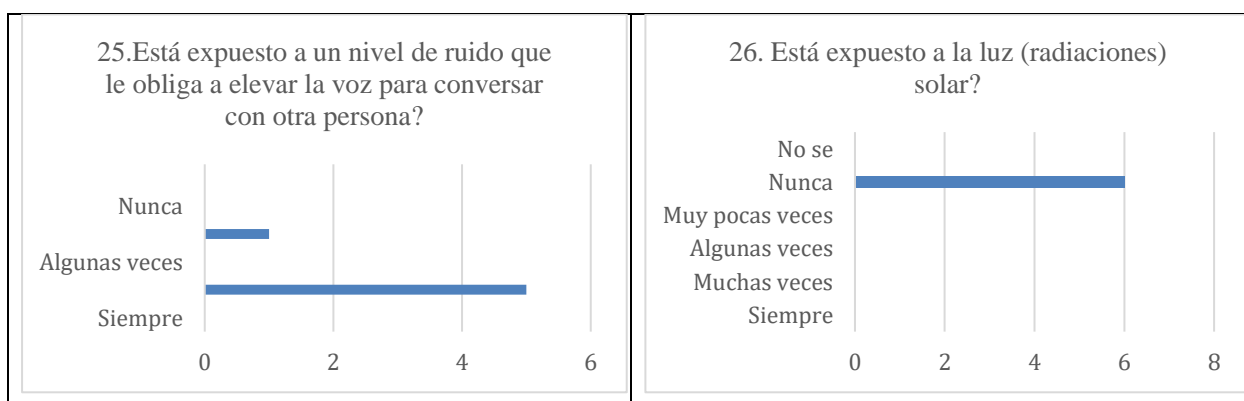 25.Está expuesto a un nivel de ruido que
le obliga a elevar la voz para conversar
con otra persona?
Nunca
Algunas veces
Siempre
0 2 4 6
26. Está expuesto a la luz (radiaciones)
solar?
No se
Nunca
Muy pocas veces
Algunas veces
Muchas veces
Siempre
0 2 4 6 8